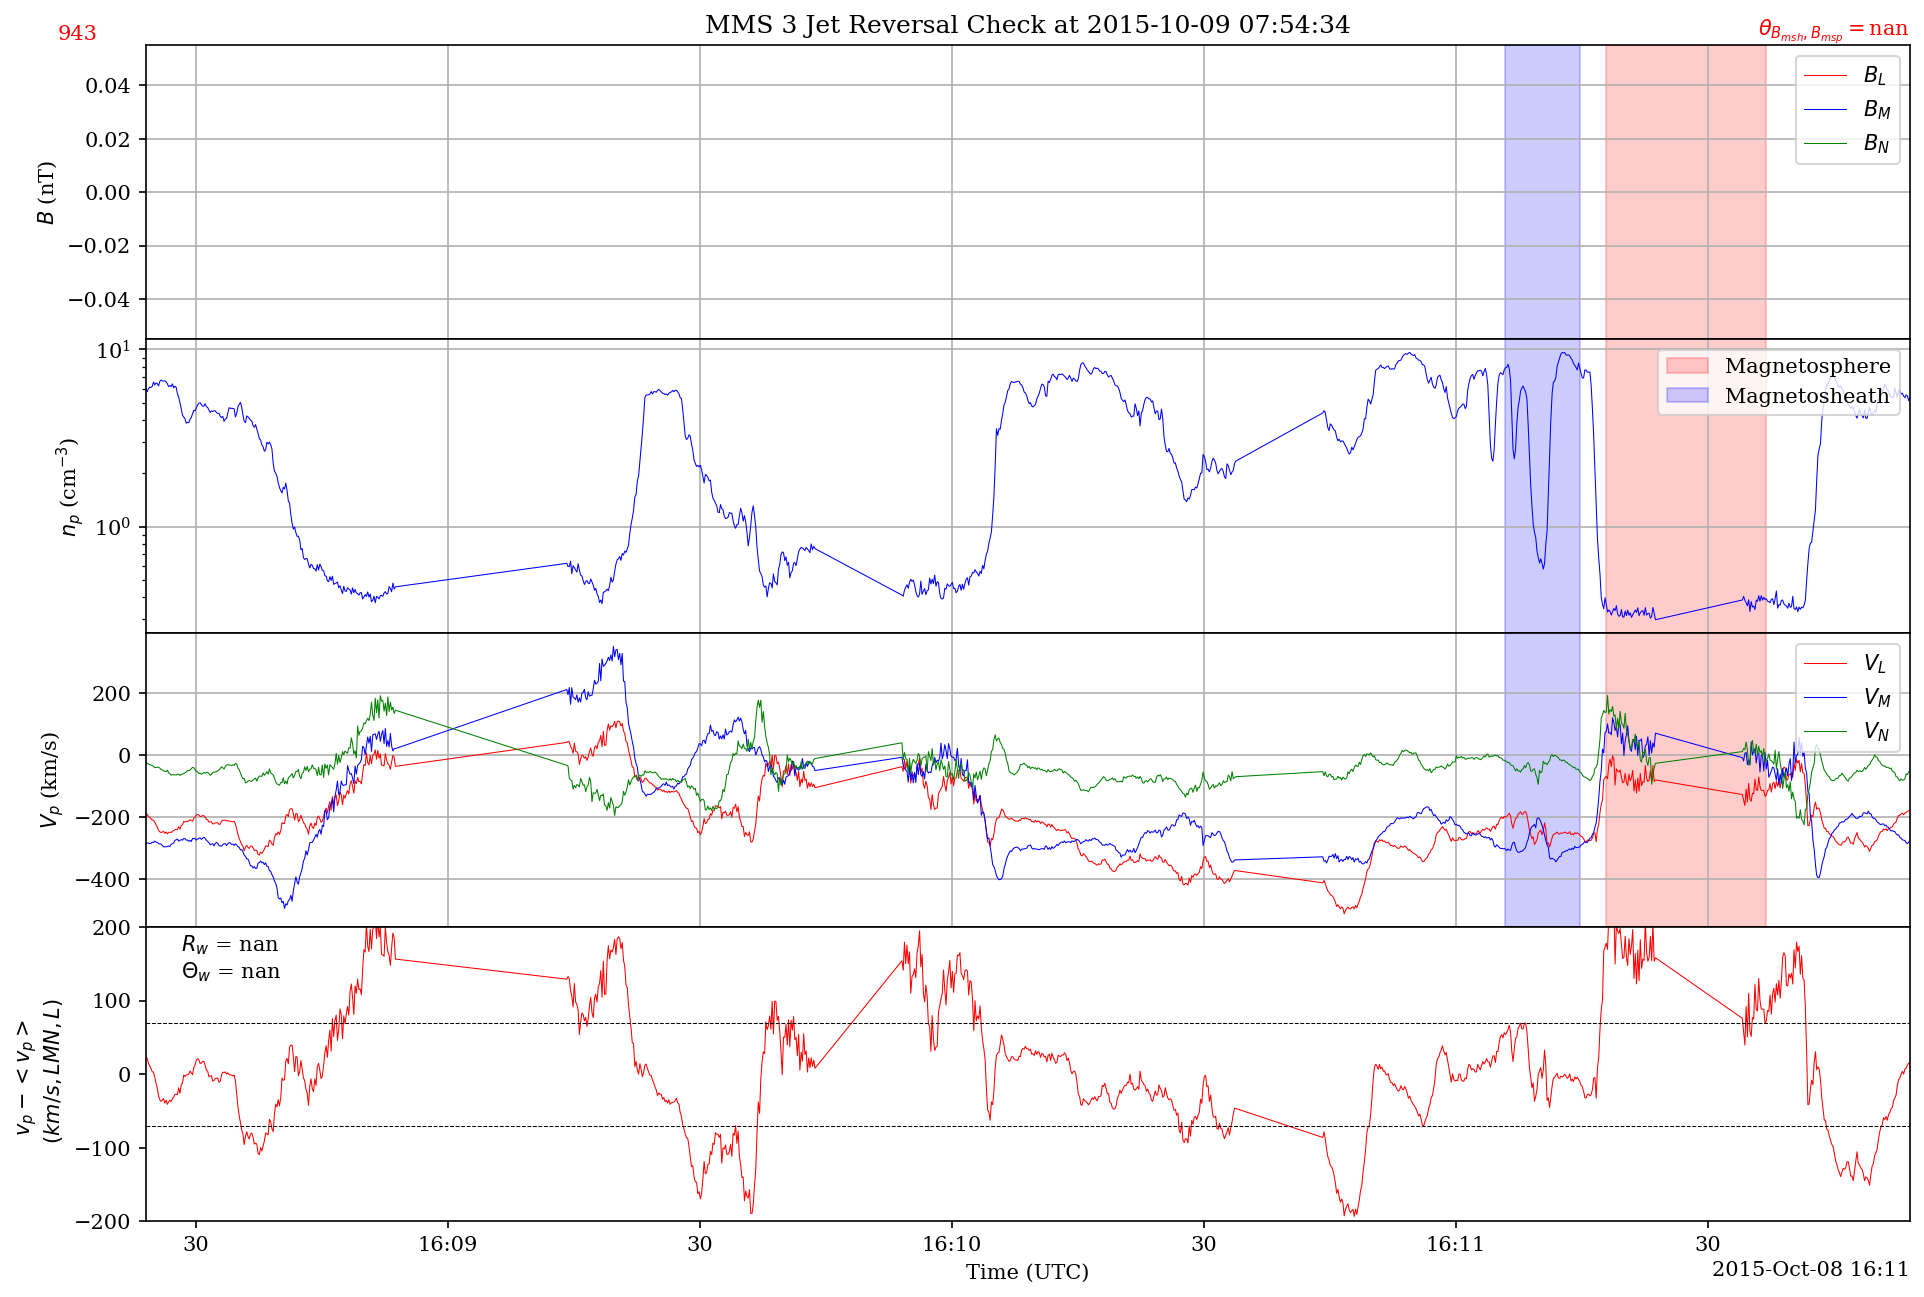 943
MMS 3 Jet Reversal Check at 2015-10-09 07:54:34
θ_{B_{msh}, B_{msp}} = nan
B (nT)
0.04
0.02
0.00
−0.02
−0.04
B_L
B_M
B_N
n_p (cm^{−3})
10^1
10^0
Magnetosphere
Magnetosheath
V_p (km/s)
200
0
−200
−400
V_L
V_M
V_N
v_p − < v_p >
(km/s, LMN, L)
200
100
0
−100
−200
R_w = nan
Θ_w = nan
30
16:09
30
16:10
30
16:11
30
Time (UTC)
2015-Oct-08 16:11